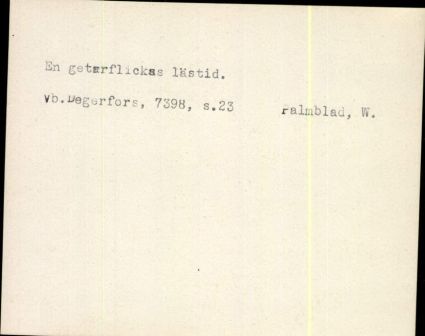 En getarflickas lästid.
Vb. Degerfors, 7398, s.23 Palmblad, W.